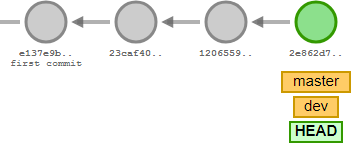 e137e9b.. 23caf40.. 1206559.. 2e862d7..
first commit
master
dev
HEAD